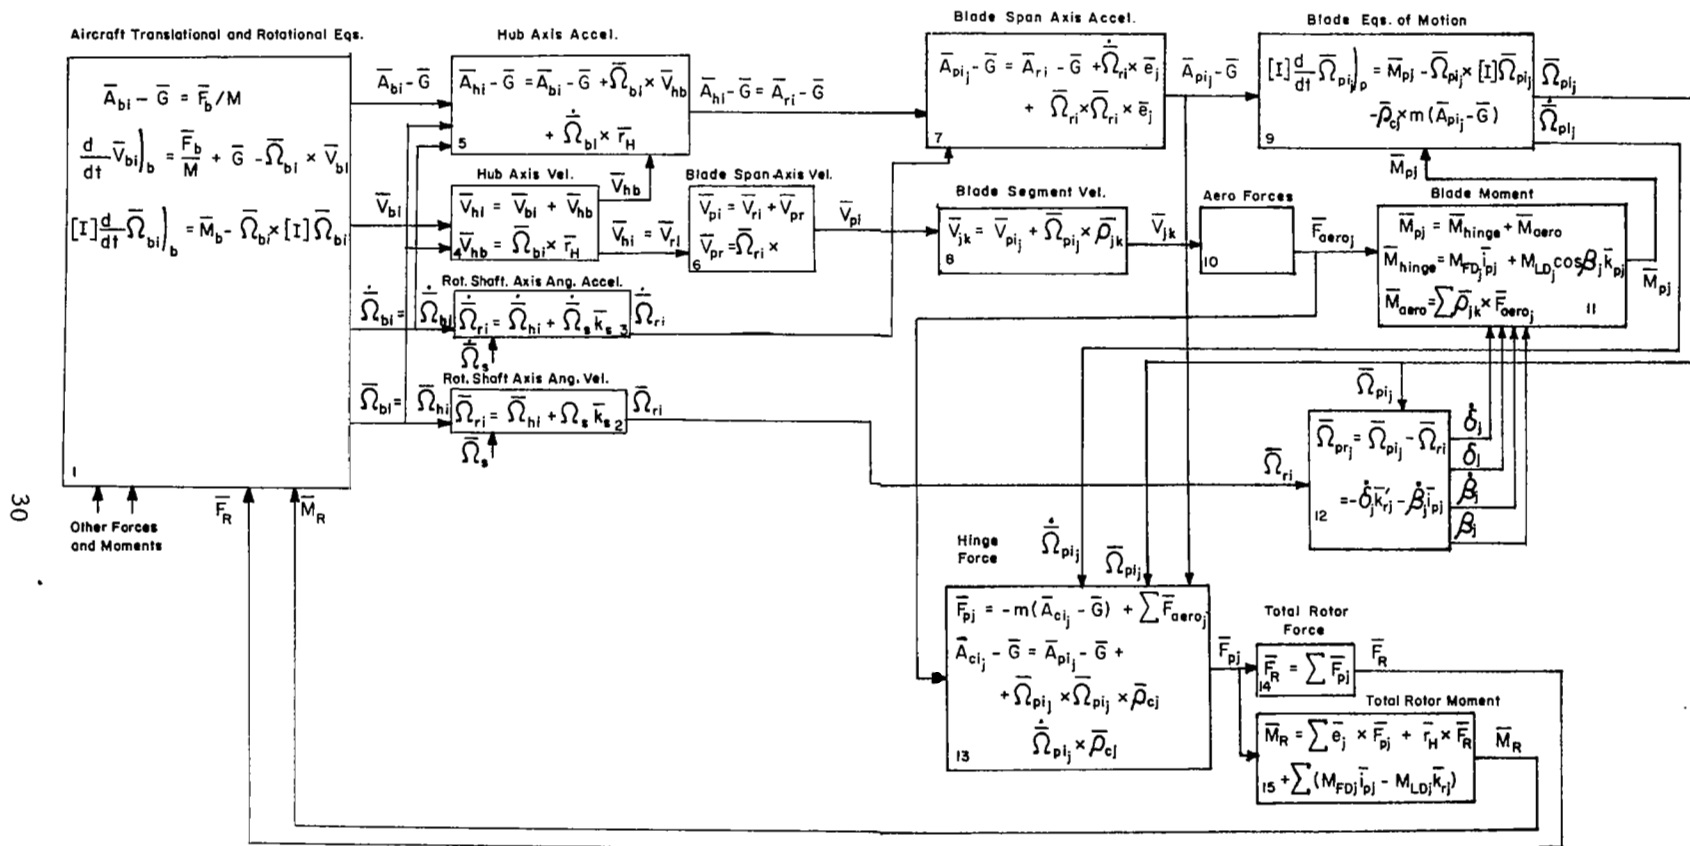 Aircraft Translational and Rotational Eqs.
A̅bi − G̅ = F̅b/M
d/dt V̅bi)b = F̅b/M + G̅ − Ω̅bi × V̅bi
[I] d/dt Ω̅bi)b = M̅b − Ω̅bi × [I] Ω̅bi
1
Other Forces
and Moments
F̅R
M̅R
A̅bi − G̅
V̅bi
Ω̅̇bi = Ω̅̇hi
Ω̅bi = Ω̅hi
Hub Axis Accel.
A̅hi − G̅ = A̅bi − G̅ + Ω̅bi × V̅hb
+ Ω̅̇bi × r̅H
5
A̅hi − G̅ = A̅ri − G̅
V̅hb
Hub Axis Vel.
V̅hi = V̅bi + V̅hb
4 V̅hb = Ω̅bi × r̅H
V̅hi = V̅ri
Blade Span Axis Vel.
V̅pi = V̅ri + V̅pr
V̅pr = Ω̅ri ×
6
V̅pi
Rot. Shaft. Axis Ang. Accel.
Ω̅̇ri = Ω̅̇hi + Ω̅̇s k̅s 3
Ω̅̇ri
Ω̅̇s
Rot. Shaft Axis Ang. Vel.
Ω̅ri = Ω̅hi + Ωs k̅s 2
Ω̅ri
Ω̅s
Blade Span Axis Accel.
A̅pij − G̅ = A̅ri − G̅ + Ω̅̇ri × e̅j
+ Ω̅ri × Ω̅ri × e̅j
7
A̅pij − G̅
Blade Segment Vel.
V̅jk = V̅pij + Ω̅pij × ρ̅jk
8
V̅jk
Aero Forces
10
F̅aeroj
Blade Eqs. of Motion
[I] d/dt Ω̅pij)p = M̅pj − Ω̅pij × [I] Ω̅pij
− ρ̅cj × m(A̅pij − G̅)
9
Ω̅pij
Ω̅̇pij
M̅pj
Blade Moment
M̅pj = M̅hinge + M̅aero
M̅hinge = MFDj i̅pj + MLDj cosβj k̅pj
M̅aero = ∑ ρ̅jk × F̅aeroj
11
M̅pj
Ω̅pij
Ω̅ri
Ω̅prj = Ω̅pij − Ω̅ri
= −δ̇j k̅′rj − β̇j i̅pj
12
δ̇j
δj
β̇j
βj
Hinge
Force
Ω̅̇pij
Ω̅pij
F̅pj = −m(A̅cij − G̅) + ∑ F̅aeroj
A̅cij − G̅ = A̅pij − G̅ +
+ Ω̅pij × Ω̅pij × ρ̅cj
Ω̅̇pij × ρ̅cj
13
F̅pj
Total Rotor
Force
F̅R = ∑ F̅pj
14
F̅R
Total Rotor Moment
M̅R = ∑ e̅j × F̅pj + r̅H × F̅R
15 + ∑ (MFDj i̅pj − MLDj k̅rj)
M̅R
30